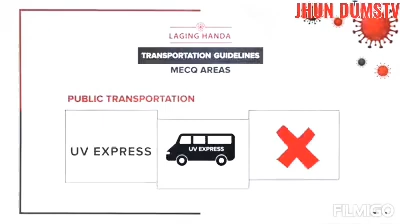 JHUN DUMSTV
LAGING HANDA
TRANSPORTATION GUIDELINES
MECQ AREAS
PUBLIC TRANSPORTATION
UV EXPRESS
UV EXPRESS
FILMIGO